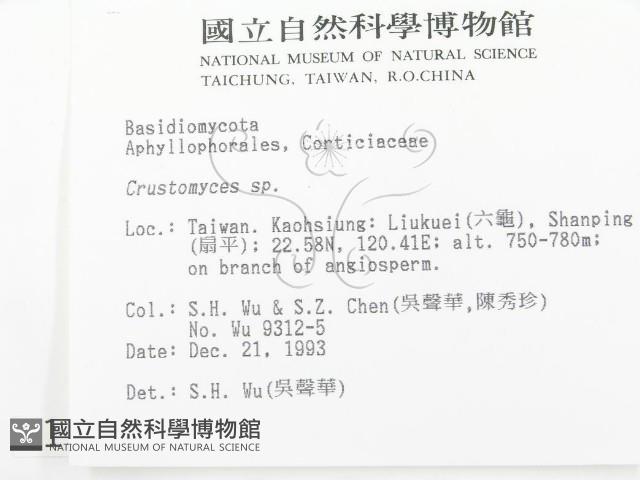 國立自然科學博物館
NATIONAL MUSEUM OF NATURAL SCIENCE
TAICHUNG, TAIWAN, R.O.CHINA
Basidiomycota
Aphyllophorales, Corticiaceae
Crustomyces sp.
Loc.: Taiwan. Kaohsiung: Liukuei(六龜), Shanping
(扇平); 22.58N, 120.41E; alt. 750-780m;
on branch of angiosperm.
Col.: S.H. Wu & S.Z. Chen(吳聲華,陳秀珍)
No. Wu 9312-5
Date: Dec. 21, 1993
Det.: S.H. Wu(吳聲華)
國立自然科學博物館
NATIONAL MUSEUM OF NATURAL SCIENCE